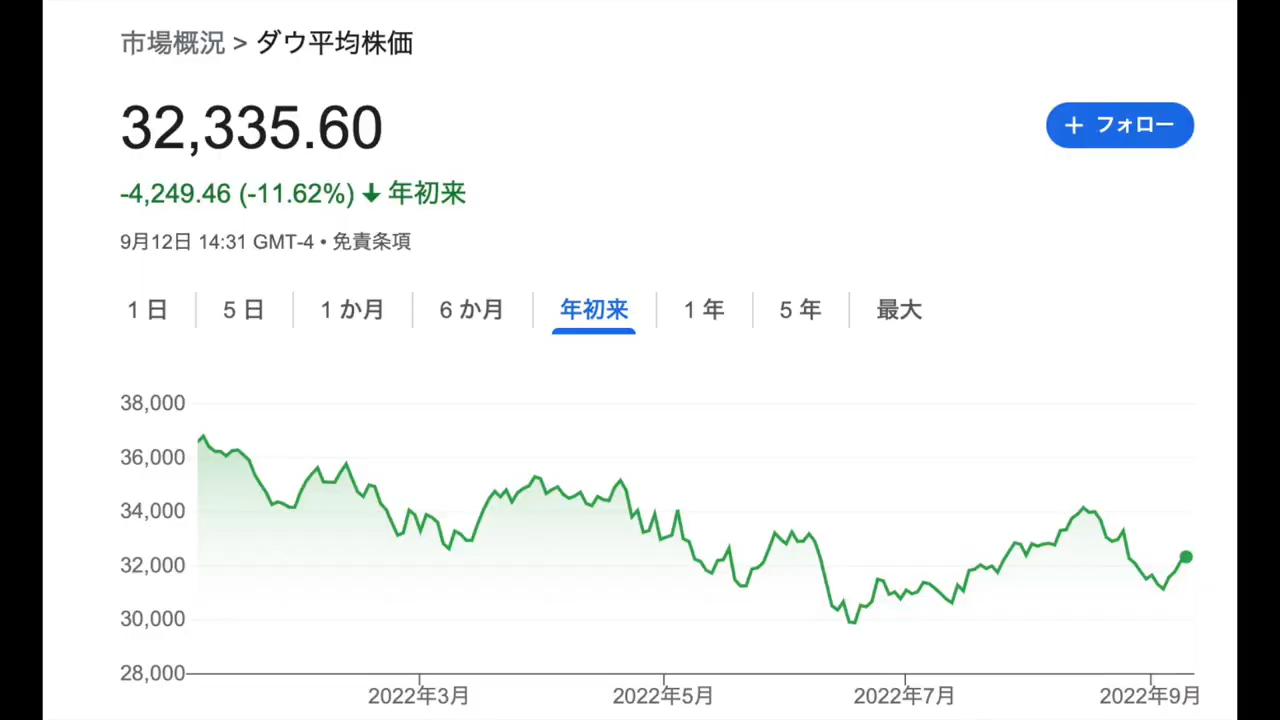 市場概況 > ダウ平均株価
32,335.60
+ フォロー
-4,249.46 (-11.62%) ↓ 年初来
9月12日 14:31 GMT-4 • 免責条項
1 日 5 日 1 か月 6 か月 年初来 1 年 5 年 最大
38,000
36,000
34,000
32,000
30,000
28,000
2022年3月 2022年5月 2022年7月 2022年9月